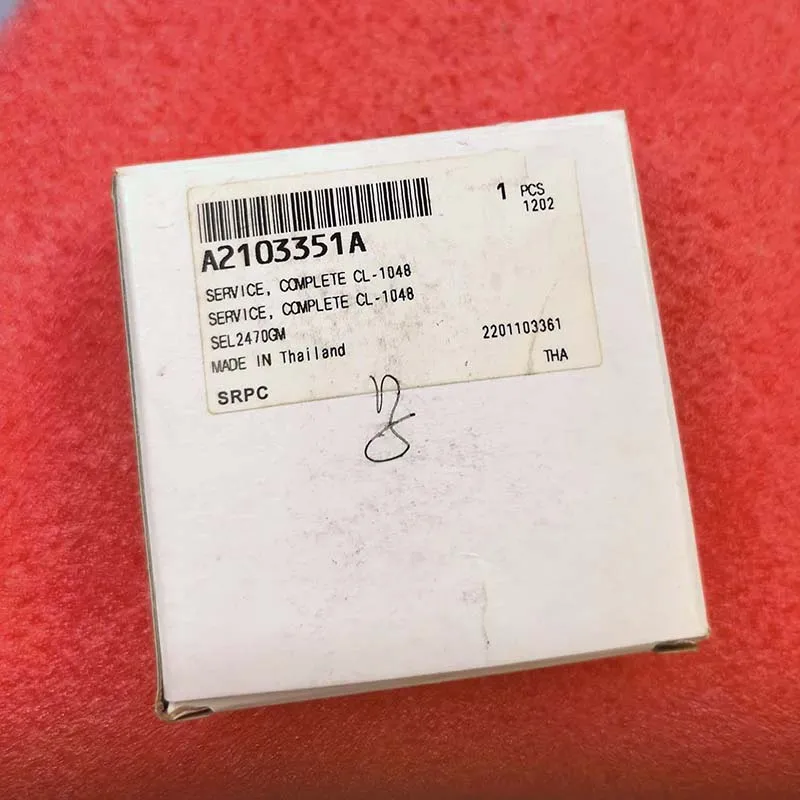 A2103351A
1 PCS
1202
SERVICE, COMPLETE CL-1048
SERVICE, COMPLETE CL-1048
SEL2470GM
2201103361
MADE IN Thailand
THA
SRPC